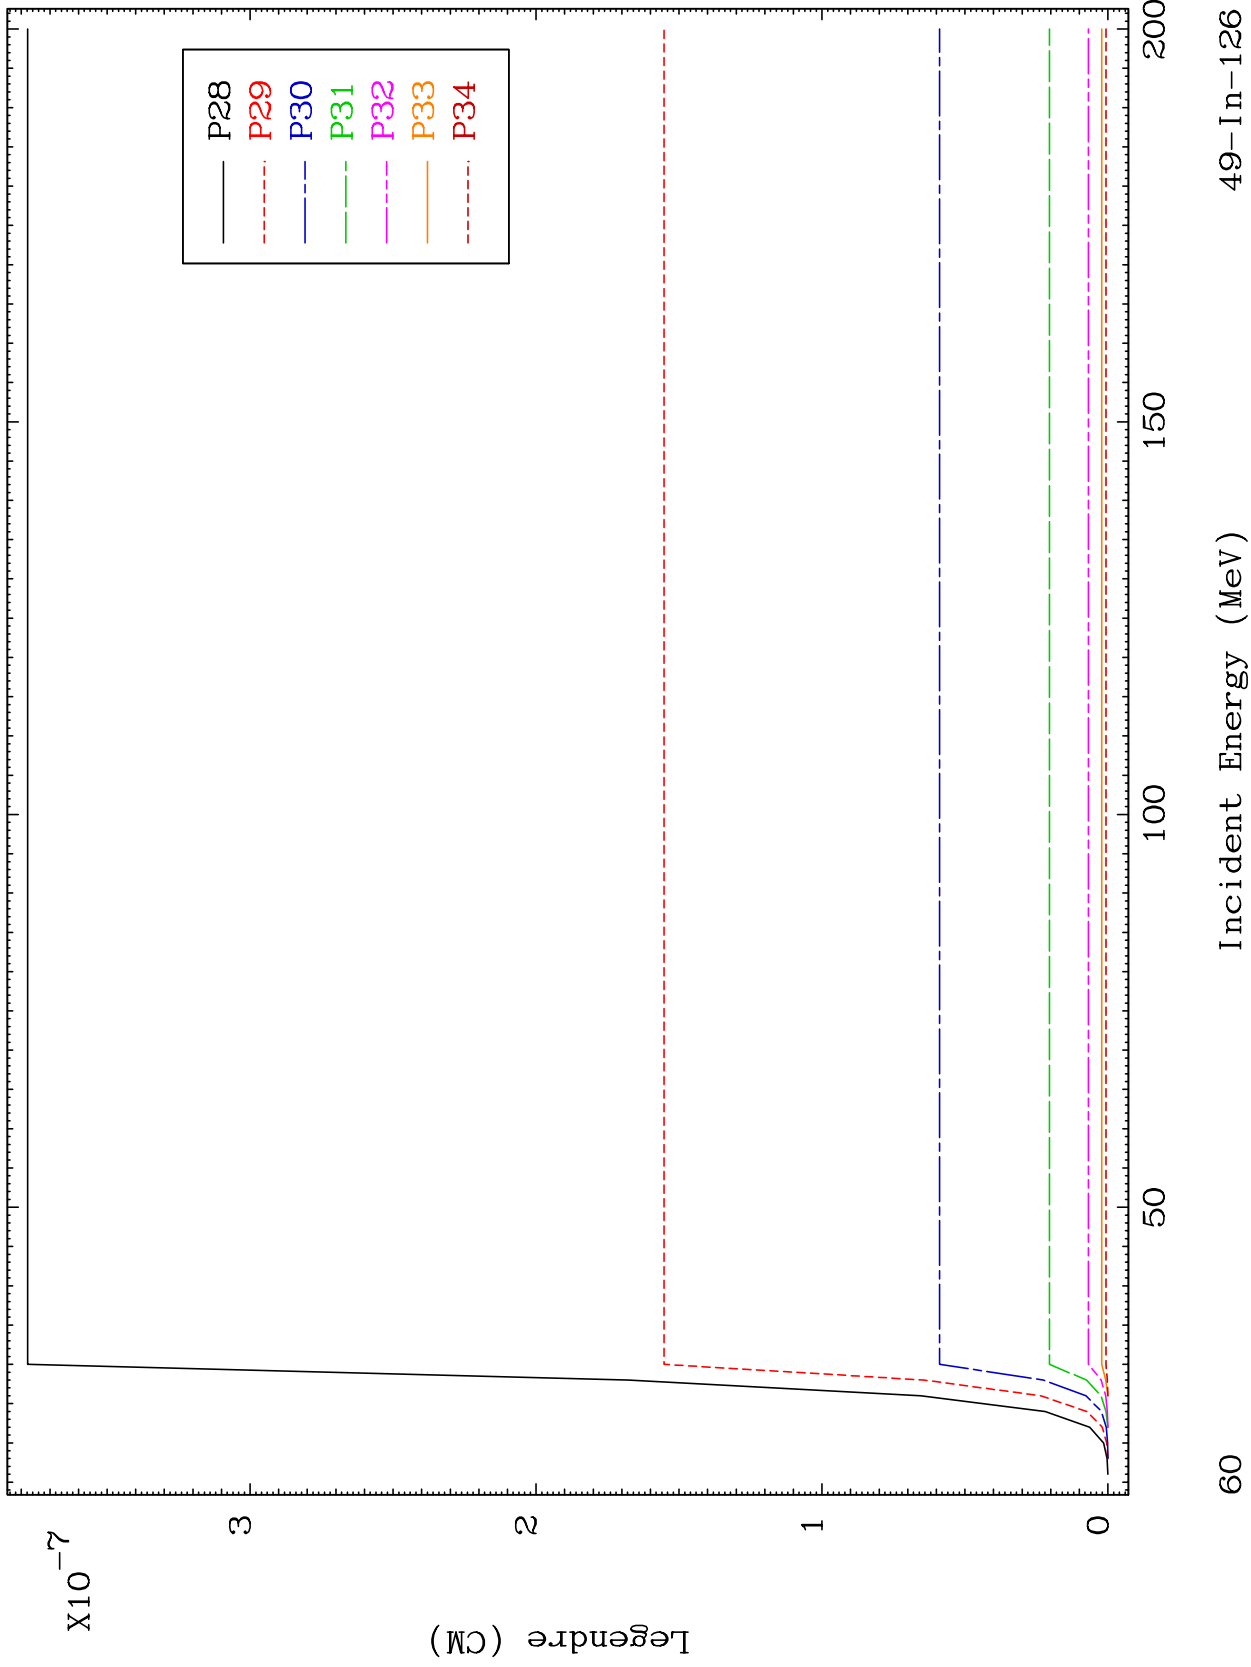 X10^-7
3
2
1
0
Legendre (CM)
P28
P29
P30
P31
P32
P33
P34
50
100
150
200
60
Incident Energy (MeV)
49-In-126